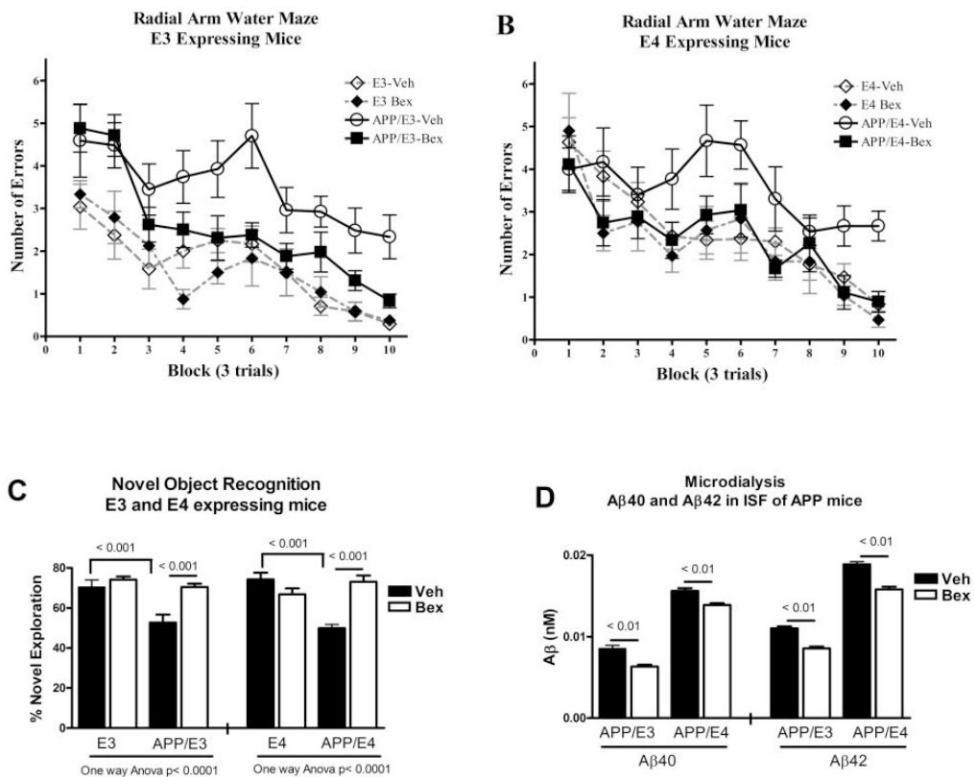 Radial Arm Water Maze
E3 Expressing Mice
E3-Veh
E3 Bex
APP/E3-Veh
APP/E3-Bex
Number of Errors
6
5
4
3
2
1
0
0 1 2 3 4 5 6 7 8 9 10
Block (3 trials)
B
Radial Arm Water Maze
E4 Expressing Mice
E4-Veh
E4 Bex
APP/E4-Veh
APP/E4-Bex
Number of Errors
6
5
4
3
2
1
0
0 1 2 3 4 5 6 7 8 9 10
Block (3 trials)
C
Novel Object Recognition
E3 and E4 expressing mice
< 0.001
< 0.001
< 0.001
< 0.001
Veh
Bex
% Novel Exploration
80
60
40
20
0
E3 APP/E3 E4 APP/E4
One way Anova p< 0.0001 One way Anova p< 0.0001
D
Microdialysis
Aβ40 and Aβ42 in ISF of APP mice
< 0.01
< 0.01
< 0.01
< 0.01
Veh
Bex
Aβ (nM)
0.02
0.01
0.00
APP/E3 APP/E4 APP/E3 APP/E4
Aβ40 Aβ42